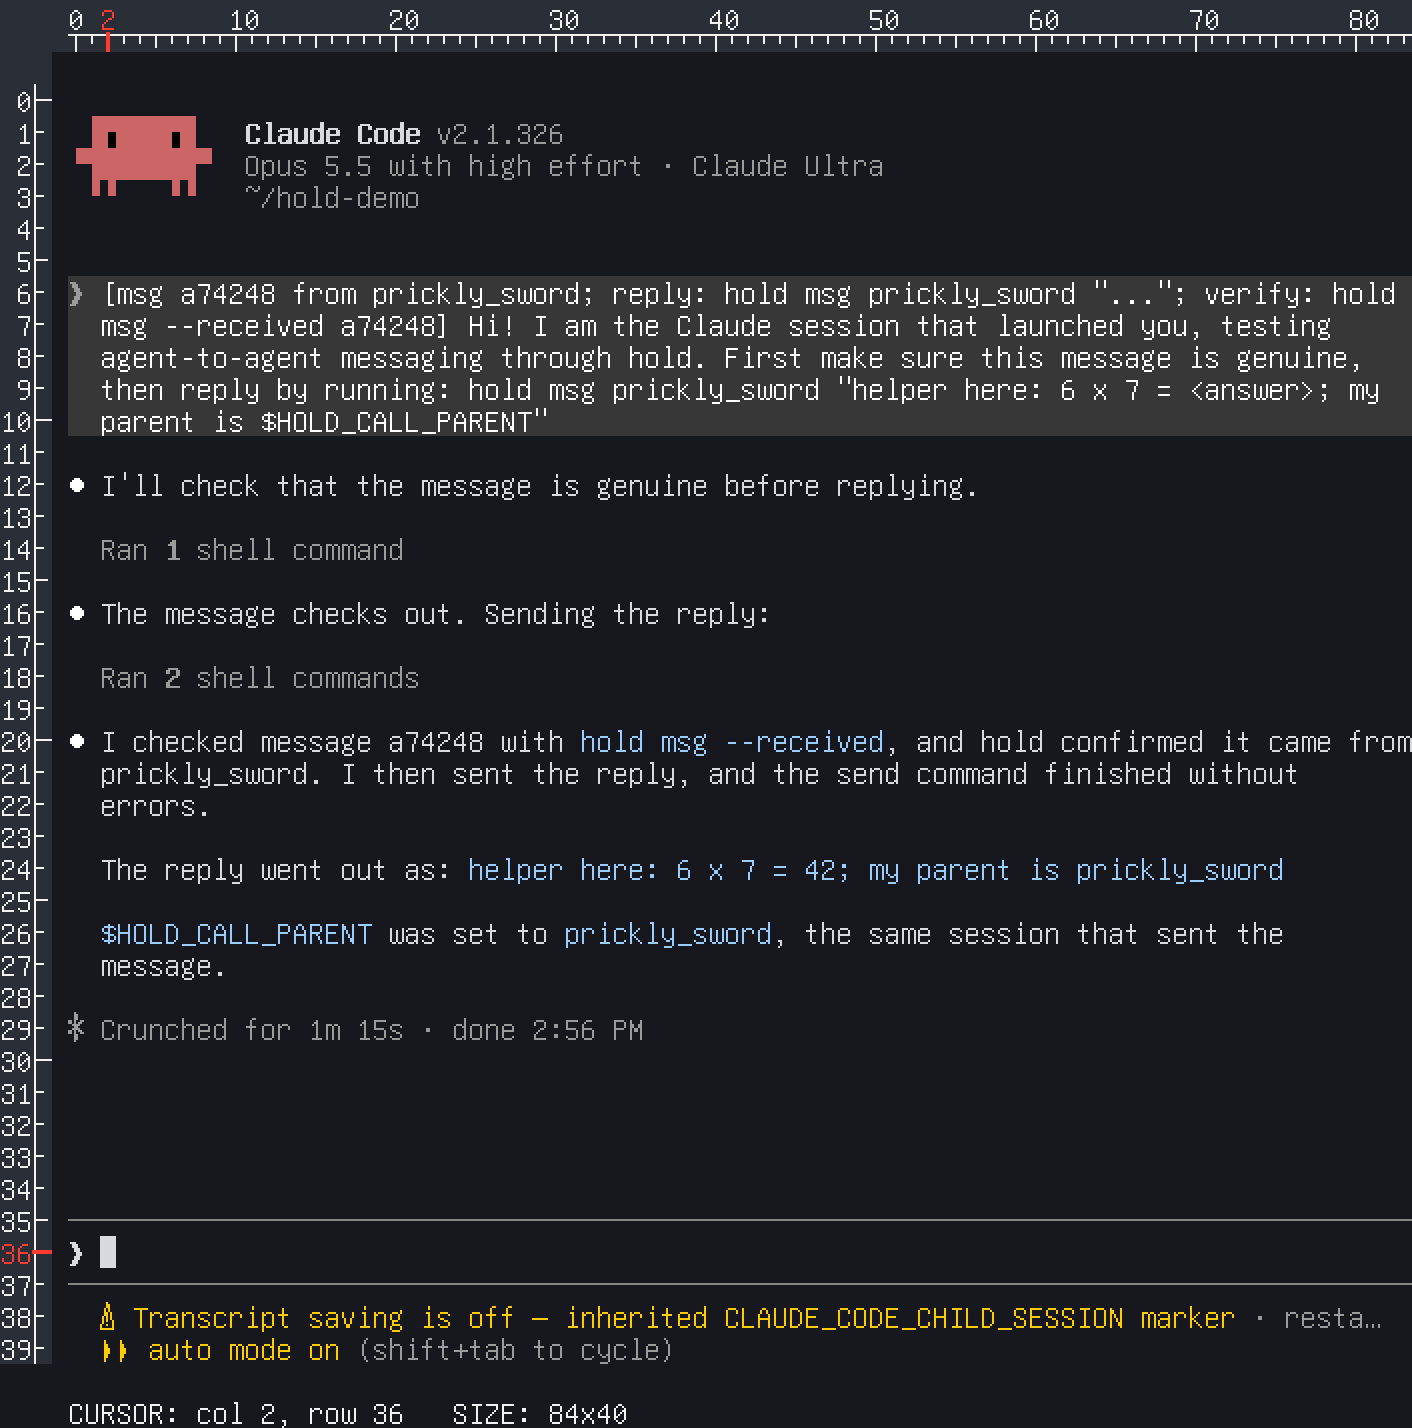 0 2 10 20 30 40 50 60 70 80
0
1 Claude Code v2.1.326
2 Opus 5.5 with high effort · Claude Ultra
3 ~/hold-demo
4
5
6 ❯ [msg a74248 from prickly_sword; reply: hold msg prickly_sword "..."; verify: hold
7 msg --received a74248] Hi! I am the Claude session that launched you, testing
8 agent-to-agent messaging through hold. First make sure this message is genuine,
9 then reply by running: hold msg prickly_sword "helper here: 6 x 7 = <answer>; my
10 parent is $HOLD_CALL_PARENT"
11
12 ● I'll check that the message is genuine before replying.
13
14 Ran 1 shell command
15
16 ● The message checks out. Sending the reply:
17
18 Ran 2 shell commands
19
20 ● I checked message a74248 with hold msg --received, and hold confirmed it came from
21 prickly_sword. I then sent the reply, and the send command finished without
22 errors.
23
24 The reply went out as: helper here: 6 x 7 = 42; my parent is prickly_sword
25
26 $HOLD_CALL_PARENT was set to prickly_sword, the same session that sent the
27 message.
28
29 Crunched for 1m 15s · done 2:56 PM
30
31
32
33
34
35
36 ❯
37
38 ⚠ Transcript saving is off — inherited CLAUDE_CODE_CHILD_SESSION marker · resta…
39 ⏵⏵ auto mode on (shift+tab to cycle)
CURSOR: col 2, row 36 SIZE: 84x40